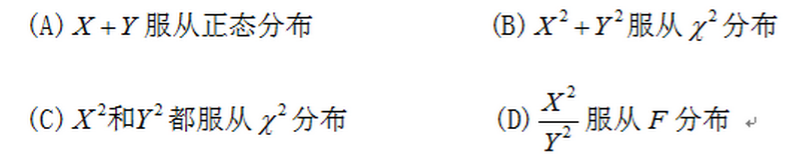 (A) X+Y 服从正态分布 (B) X²+Y² 服从 χ² 分布
(C) X²和Y² 都服从 χ² 分布 (D) X²/Y² 服从 F 分布 ↵